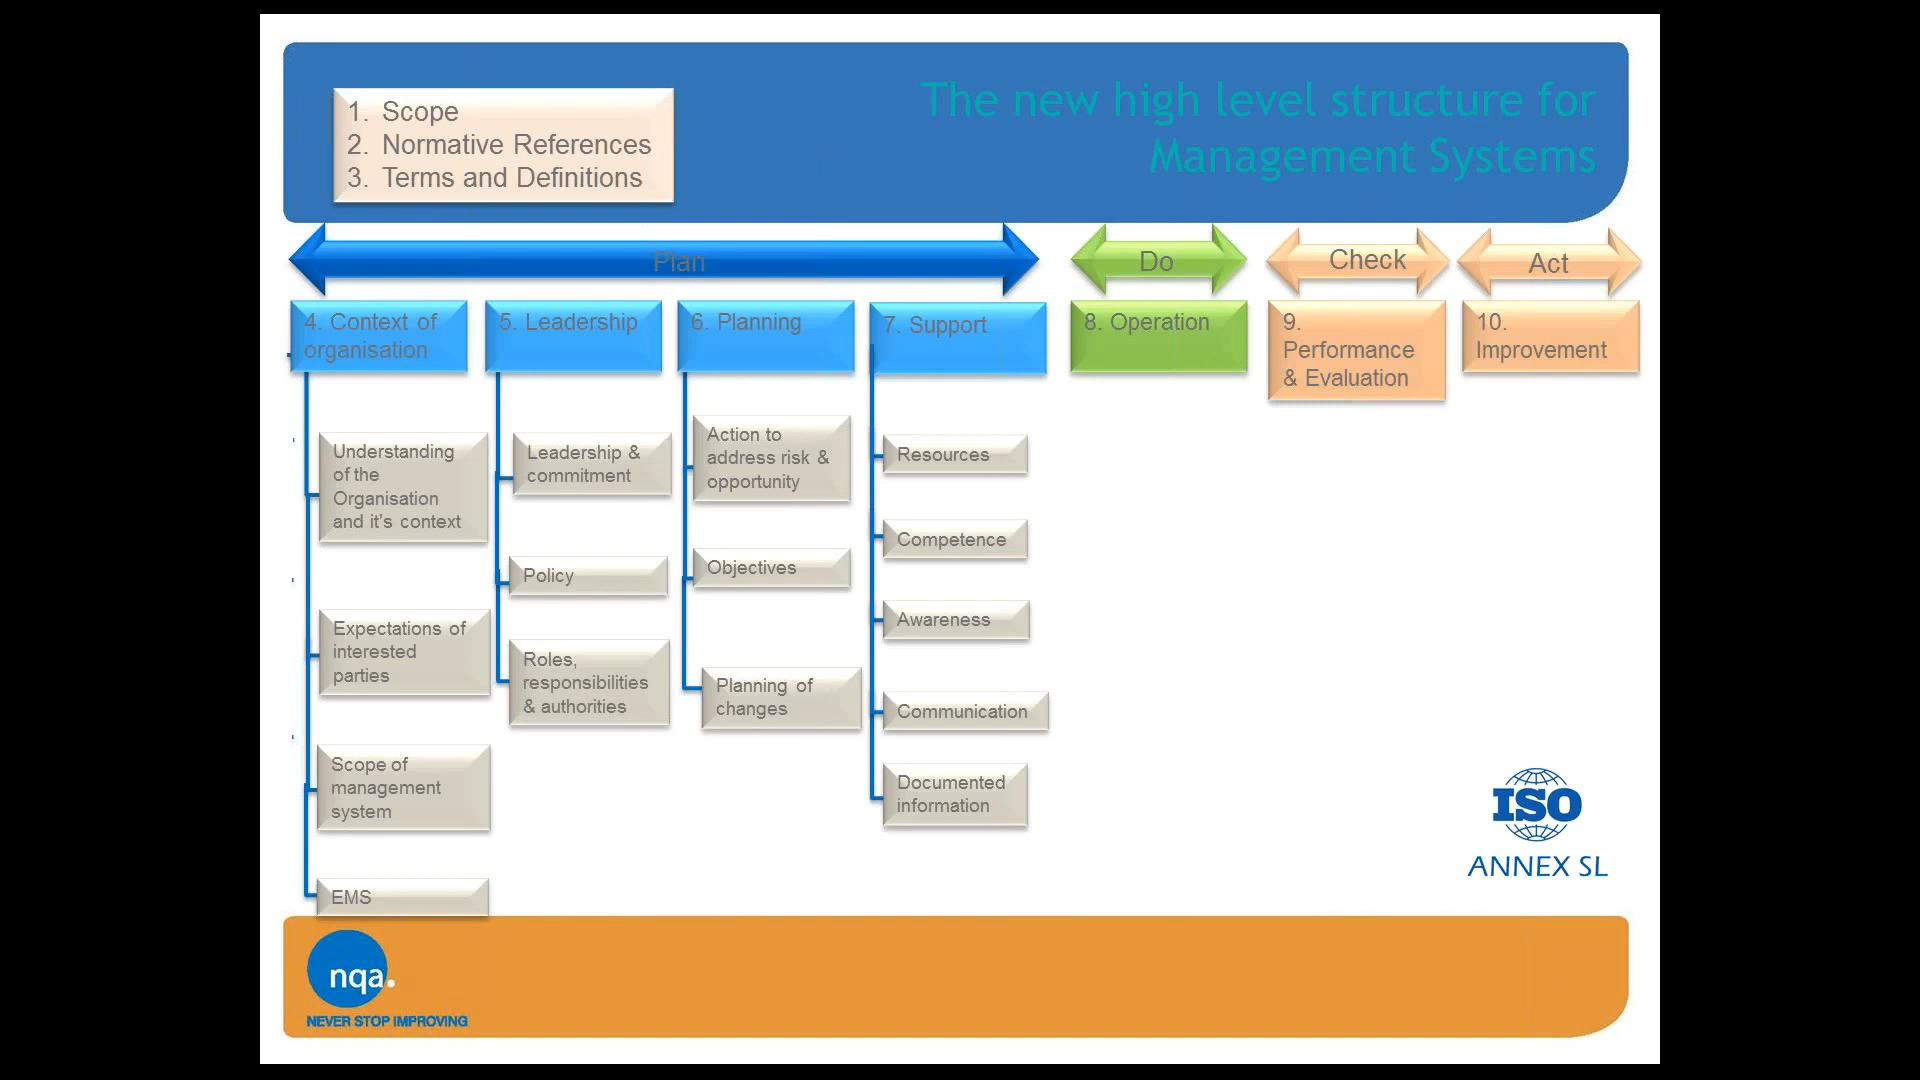 The new high level structure for
Management Systems
1. Scope
2. Normative References
3. Terms and Definitions
Plan
Do
Check
Act
4. Context of
organisation
5. Leadership
6. Planning
7. Support
8. Operation
9.
Performance
& Evaluation
10.
Improvement
Understanding
of the
Organisation
and it's context
Expectations of
interested
parties
Scope of
management
system
EMS
Leadership &
commitment
Policy
Roles,
responsibilities
& authorities
Action to
address risk &
opportunity
Objectives
Planning of
changes
Resources
Competence
Awareness
Communication
Documented
information
ISO
ANNEX SL
nqa.
NEVER STOP IMPROVING